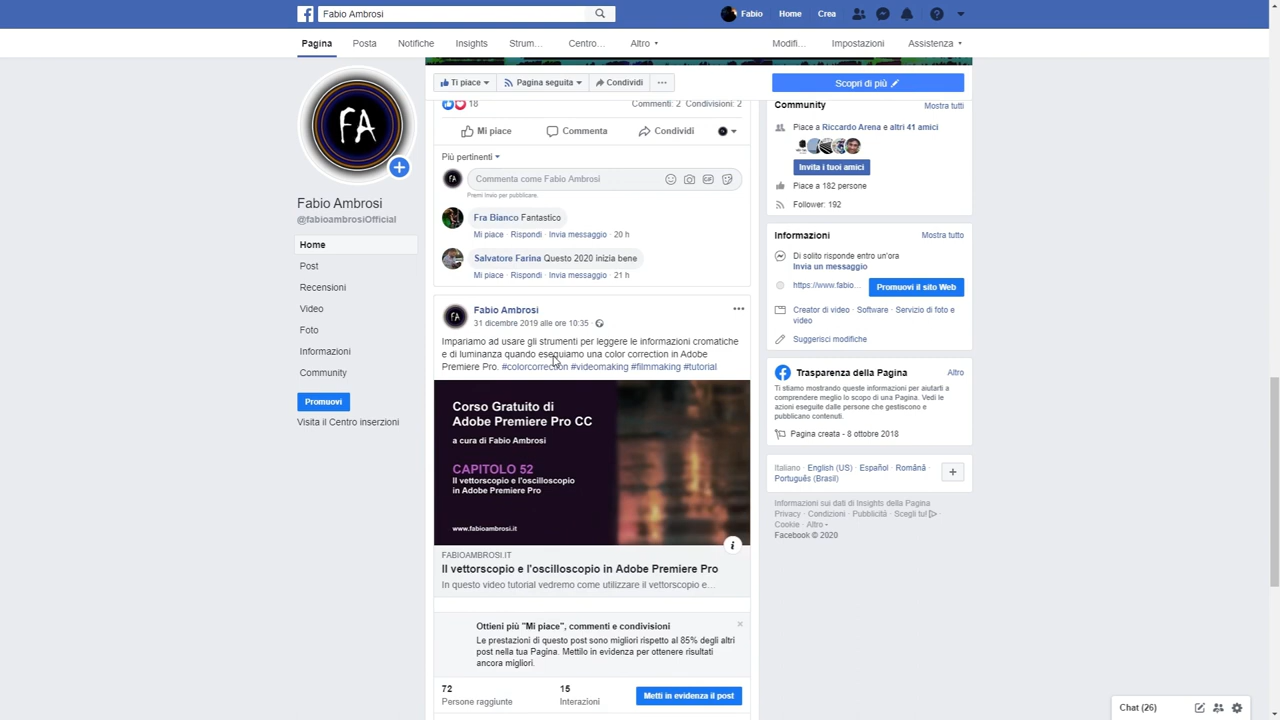 Fabio Ambrosi
Fabio Home Crea
Pagina Posta Notifiche Insights Strum... Centro... Altro Modifi... Impostazioni Assistenza
Ti piace Pagina seguita Condividi ... Scopri di più
FA
Fabio Ambrosi
@fabioambrosiOfficial
Home
Post
Recensioni
Video
Foto
Informazioni
Community
Promuovi
Visita il Centro inserzioni
18 Commenti: 2 Condivisioni: 2
Mi piace Commenta Condividi
Più pertinenti
Commenta come Fabio Ambrosi
Premi Invio per pubblicare.
Fra Bianco Fantastico
Mi piace · Rispondi · Invia messaggio · 20 h
Salvatore Farina Questo 2020 inizia bene
Mi piace · Rispondi · Invia messaggio · 21 h
FA
Fabio Ambrosi
31 dicembre 2019 alle ore 10:35
Impariamo ad usare gli strumenti per leggere le informazioni cromatiche
e di luminanza quando eseguiamo una color correction in Adobe
Premiere Pro. #colorcorrection #videomaking #filmmaking #tutorial
Corso Gratuito di
Adobe Premiere Pro CC
a cura di Fabio Ambrosi
CAPITOLO 52
Il vettorscopio e l'oscilloscopio
in Adobe Premiere Pro
www.fabioambrosi.it
FABIOAMBROSI.IT
Il vettorscopio e l'oscilloscopio in Adobe Premiere Pro
In questo video tutorial vedremo come utilizzare il vettorscopio e...
Ottieni più "Mi piace", commenti e condivisioni
Le prestazioni di questo post sono migliori rispetto al 85% degli altri
post nella tua Pagina. Mettilo in evidenza per ottenere risultati
ancora migliori.
72 15
Persone raggiunte Interazioni
Metti in evidenza il post
Community Mostra tutti
Piace a Riccardo Arena e altri 41 amici
Invita i tuoi amici
Piace a 182 persone
Follower: 192
Informazioni Mostra tutto
Di solito risponde entro un'ora
Invia un messaggio
https://www.fabio... Promuovi il sito Web
Creator di video · Software · Servizio di foto e
video
Suggerisci modifiche
Trasparenza della Pagina Altro
Ti stiamo mostrando queste informazioni per aiutarti a
comprendere meglio lo scopo di una Pagina. Vedi le
azioni eseguite dalle persone che gestiscono e
pubblicano contenuti.
Pagina creata - 8 ottobre 2018
Italiano · English (US) · Español · Română ·
Português (Brasil)
Informazioni sui dati di Insights della Pagina
Privacy · Condizioni · Pubblicità · Scegli tu! ·
Cookie · Altro
Facebook © 2020
Chat (26)